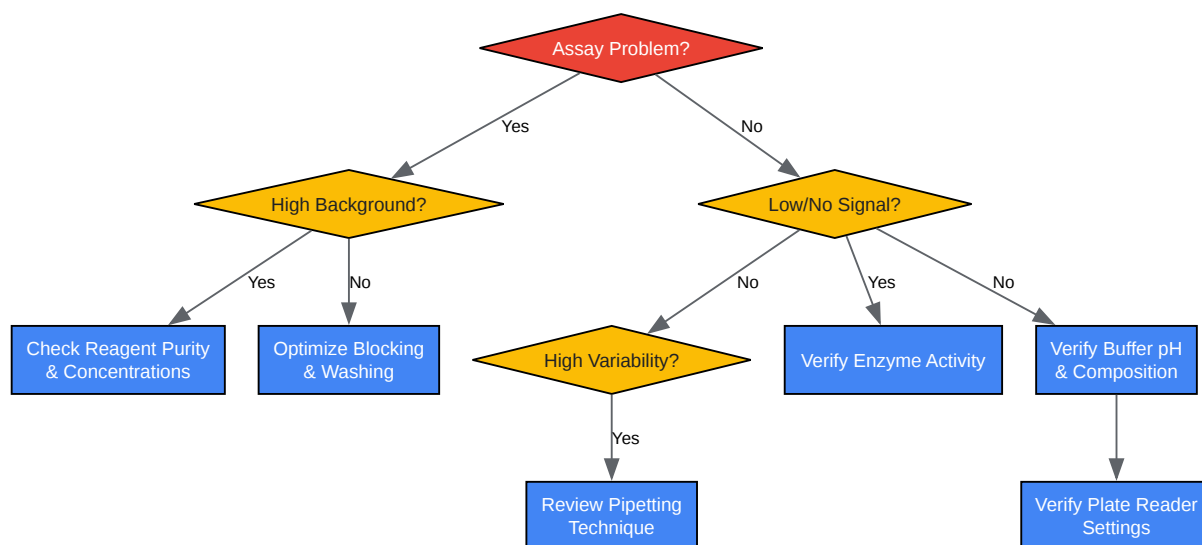 Assay Problem?
Yes
No
High Background?
Low/No Signal?
Yes
No
No
Yes
No
Check Reagent Purity
& Concentrations
Optimize Blocking
& Washing
High Variability?
Verify Enzyme Activity
Verify Buffer pH
& Composition
Yes
Review Pipetting
Technique
Verify Plate Reader
Settings